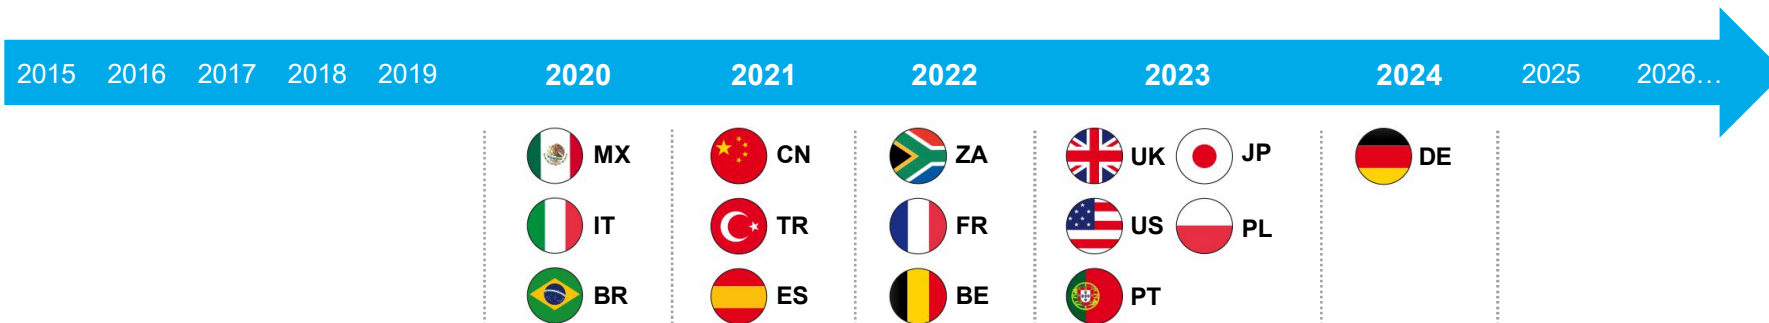 2015 2016 2017 2018 2019 2020 2021 2022 2023 2024 2025 2026...
MX CN ZA UK JP DE
IT TR FR US PL
BR ES BE PT